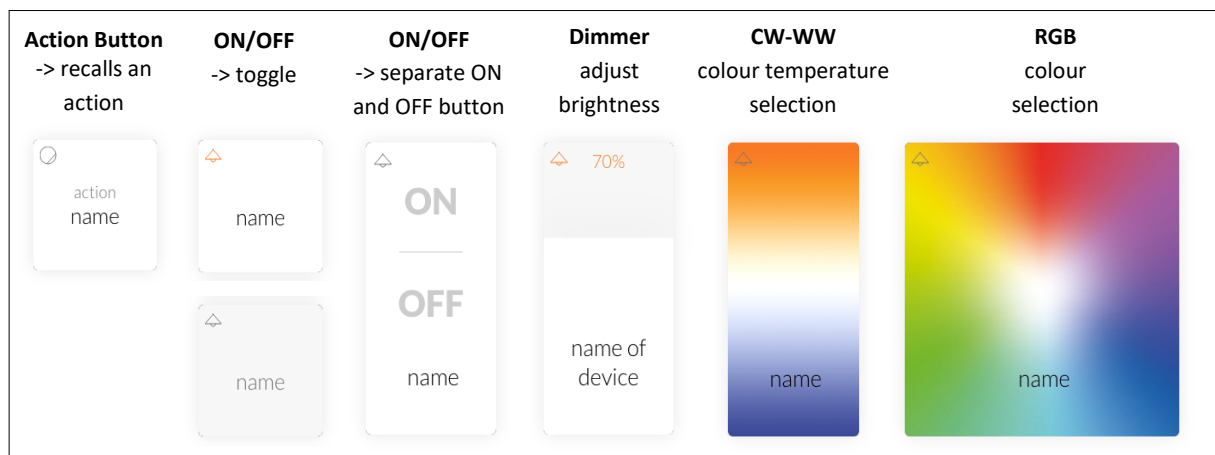 Action Button
-> recalls an
action
action
name
ON/OFF
-> toggle
name
name
ON/OFF
-> separate ON
and OFF button
ON
OFF
name
Dimmer
adjust
brightness
70%
name of
device
CW-WW
colour temperature
selection
name
RGB
colour
selection
name